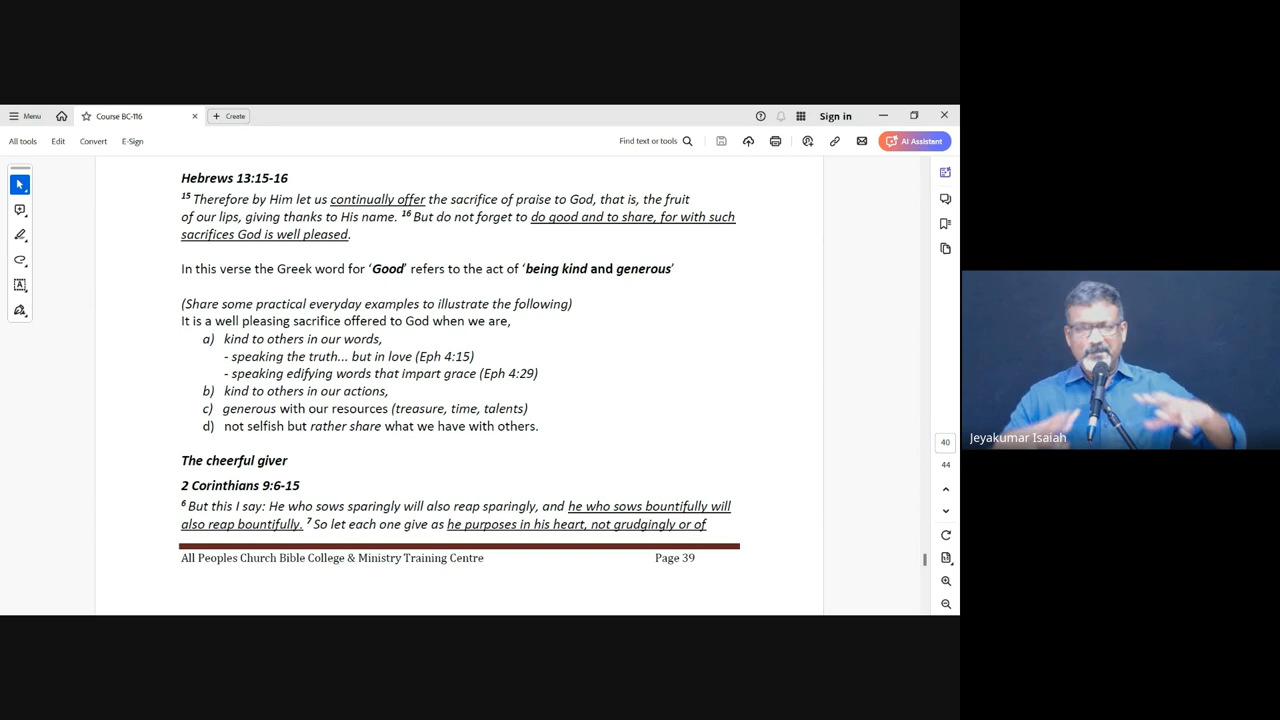 Menu
Course BC-116
Create
Sign in
All tools
Edit
Convert
E-Sign
Find text or tools
AI Assistant
Hebrews 13:15-16
15 Therefore by Him let us continually offer the sacrifice of praise to God, that is, the fruit
of our lips, giving thanks to His name. 16 But do not forget to do good and to share, for with such
sacrifices God is well pleased.
In this verse the Greek word for ‘Good’ refers to the act of ‘being kind and generous’
(Share some practical everyday examples to illustrate the following)
It is a well pleasing sacrifice offered to God when we are,
a) kind to others in our words,
- speaking the truth... but in love (Eph 4:15)
- speaking edifying words that impart grace (Eph 4:29)
b) kind to others in our actions,
c) generous with our resources (treasure, time, talents)
d) not selfish but rather share what we have with others.
The cheerful giver
2 Corinthians 9:6-15
6 But this I say: He who sows sparingly will also reap sparingly, and he who sows bountifully will
also reap bountifully. 7 So let each one give as he purposes in his heart, not grudgingly or of
All Peoples Church Bible College & Ministry Training Centre Page 39
40
44
Jeyakumar Isaiah